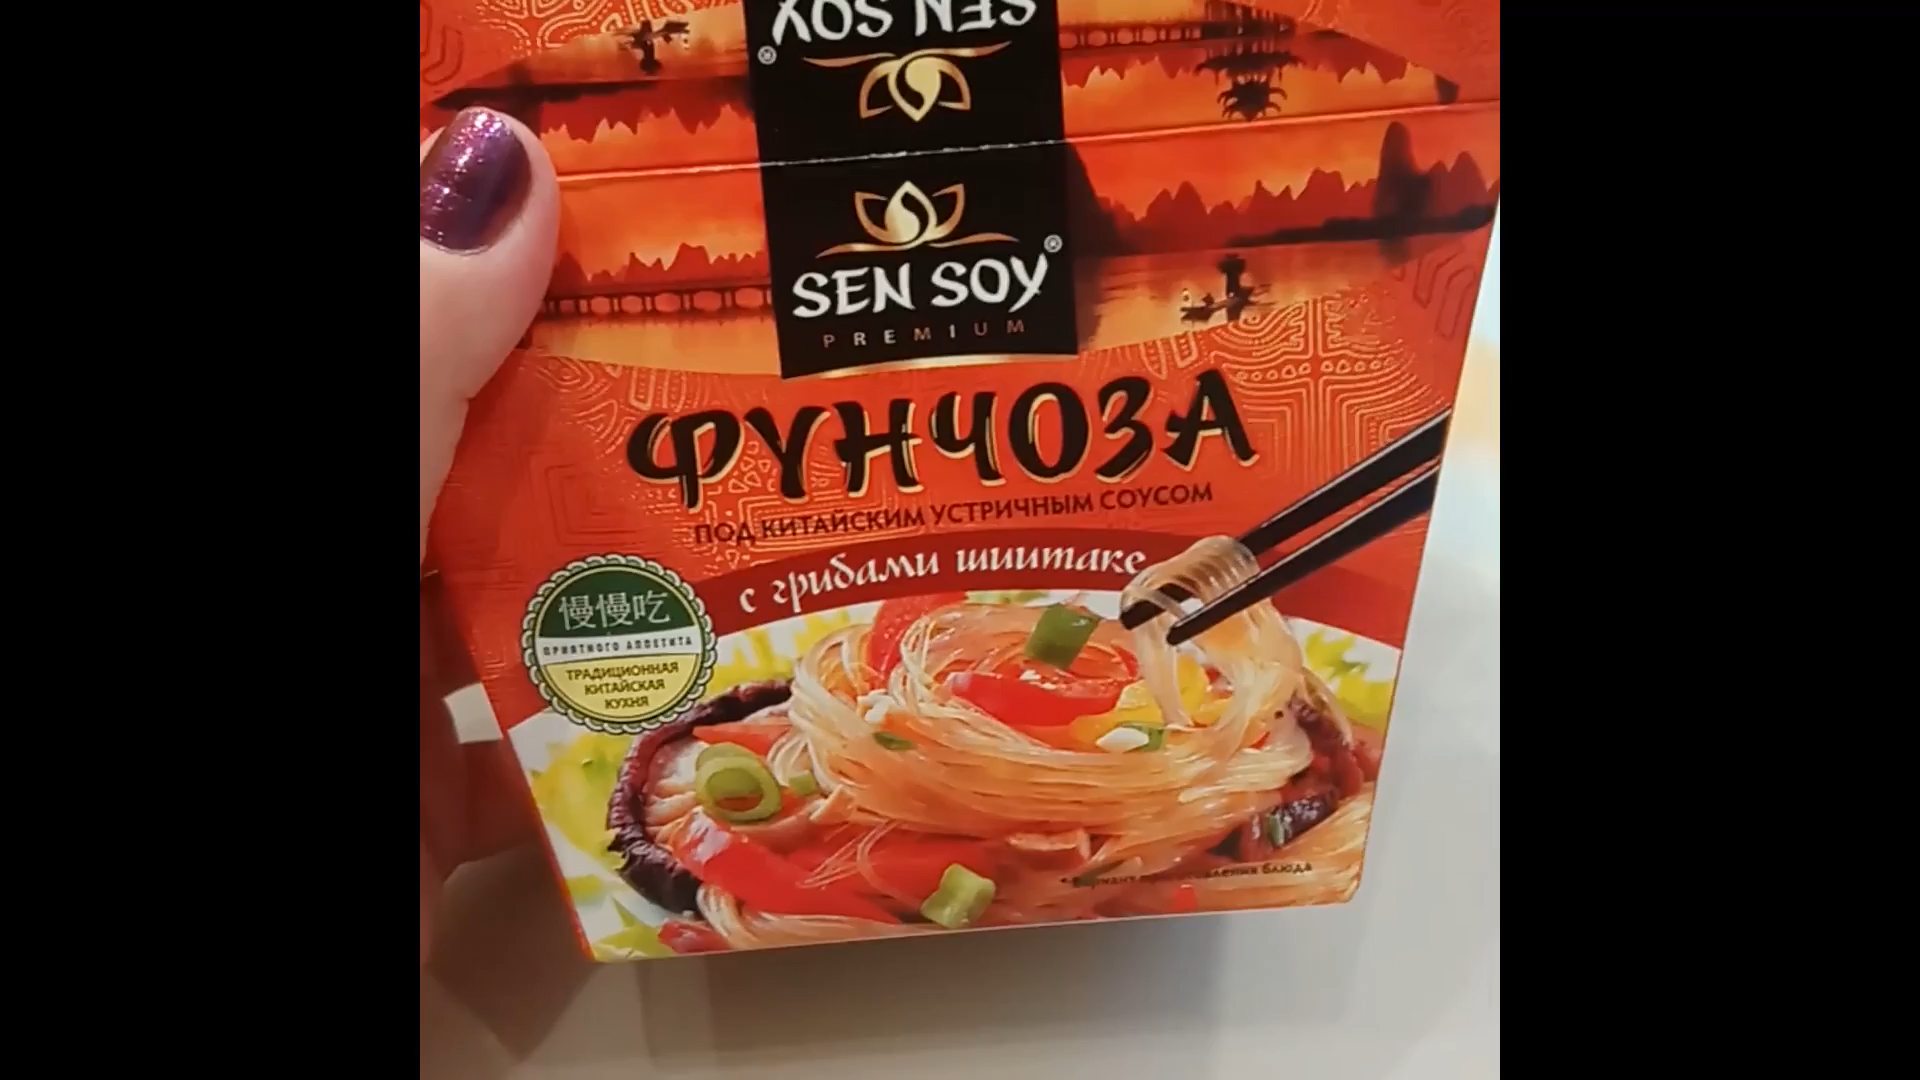 SEN SOY
SEN SOY
PREMIUM
ФУНЧОЗА
ПОД КИТАЙСКИМ УСТРИЧНЫМ СОУСОМ
с грибами шиитаке
慢慢吃
ПРИЯТНОГО АППЕТИТА
ТРАДИЦИОННАЯ
КИТАЙСКАЯ
КУХНЯ
блюда